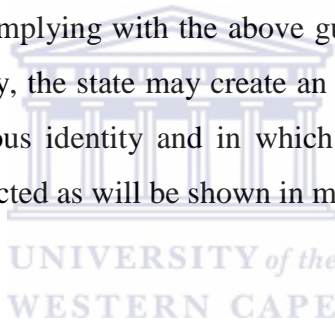 mplying with the above gu
y, the state may create an
ous identity and in which
cted as will be shown in m
UNIVERSITY of the
WESTERN CAPE